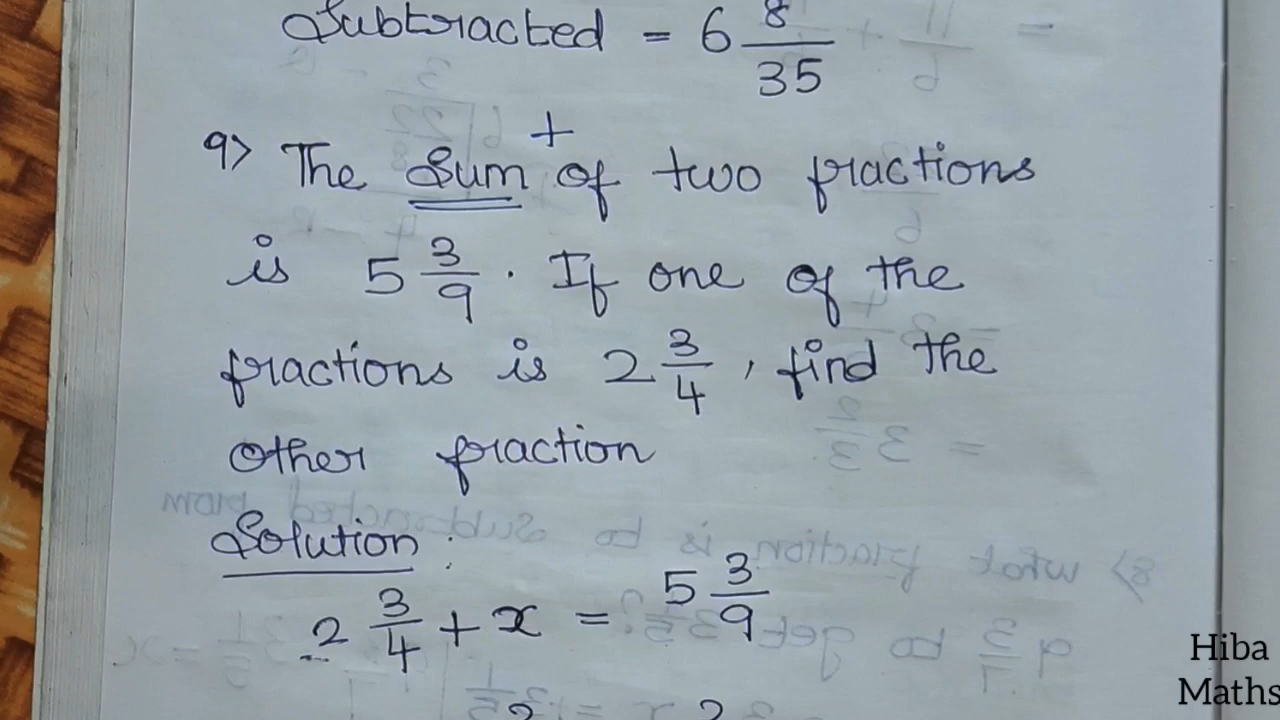 Subtracted = 6 8/35
9> The Sum of two fractions
+
is 5 3/9. If one of the
fractions is 2 3/4, find the
other fraction
Solution:
2 3/4 + x = 5 3/9
Hiba
Maths